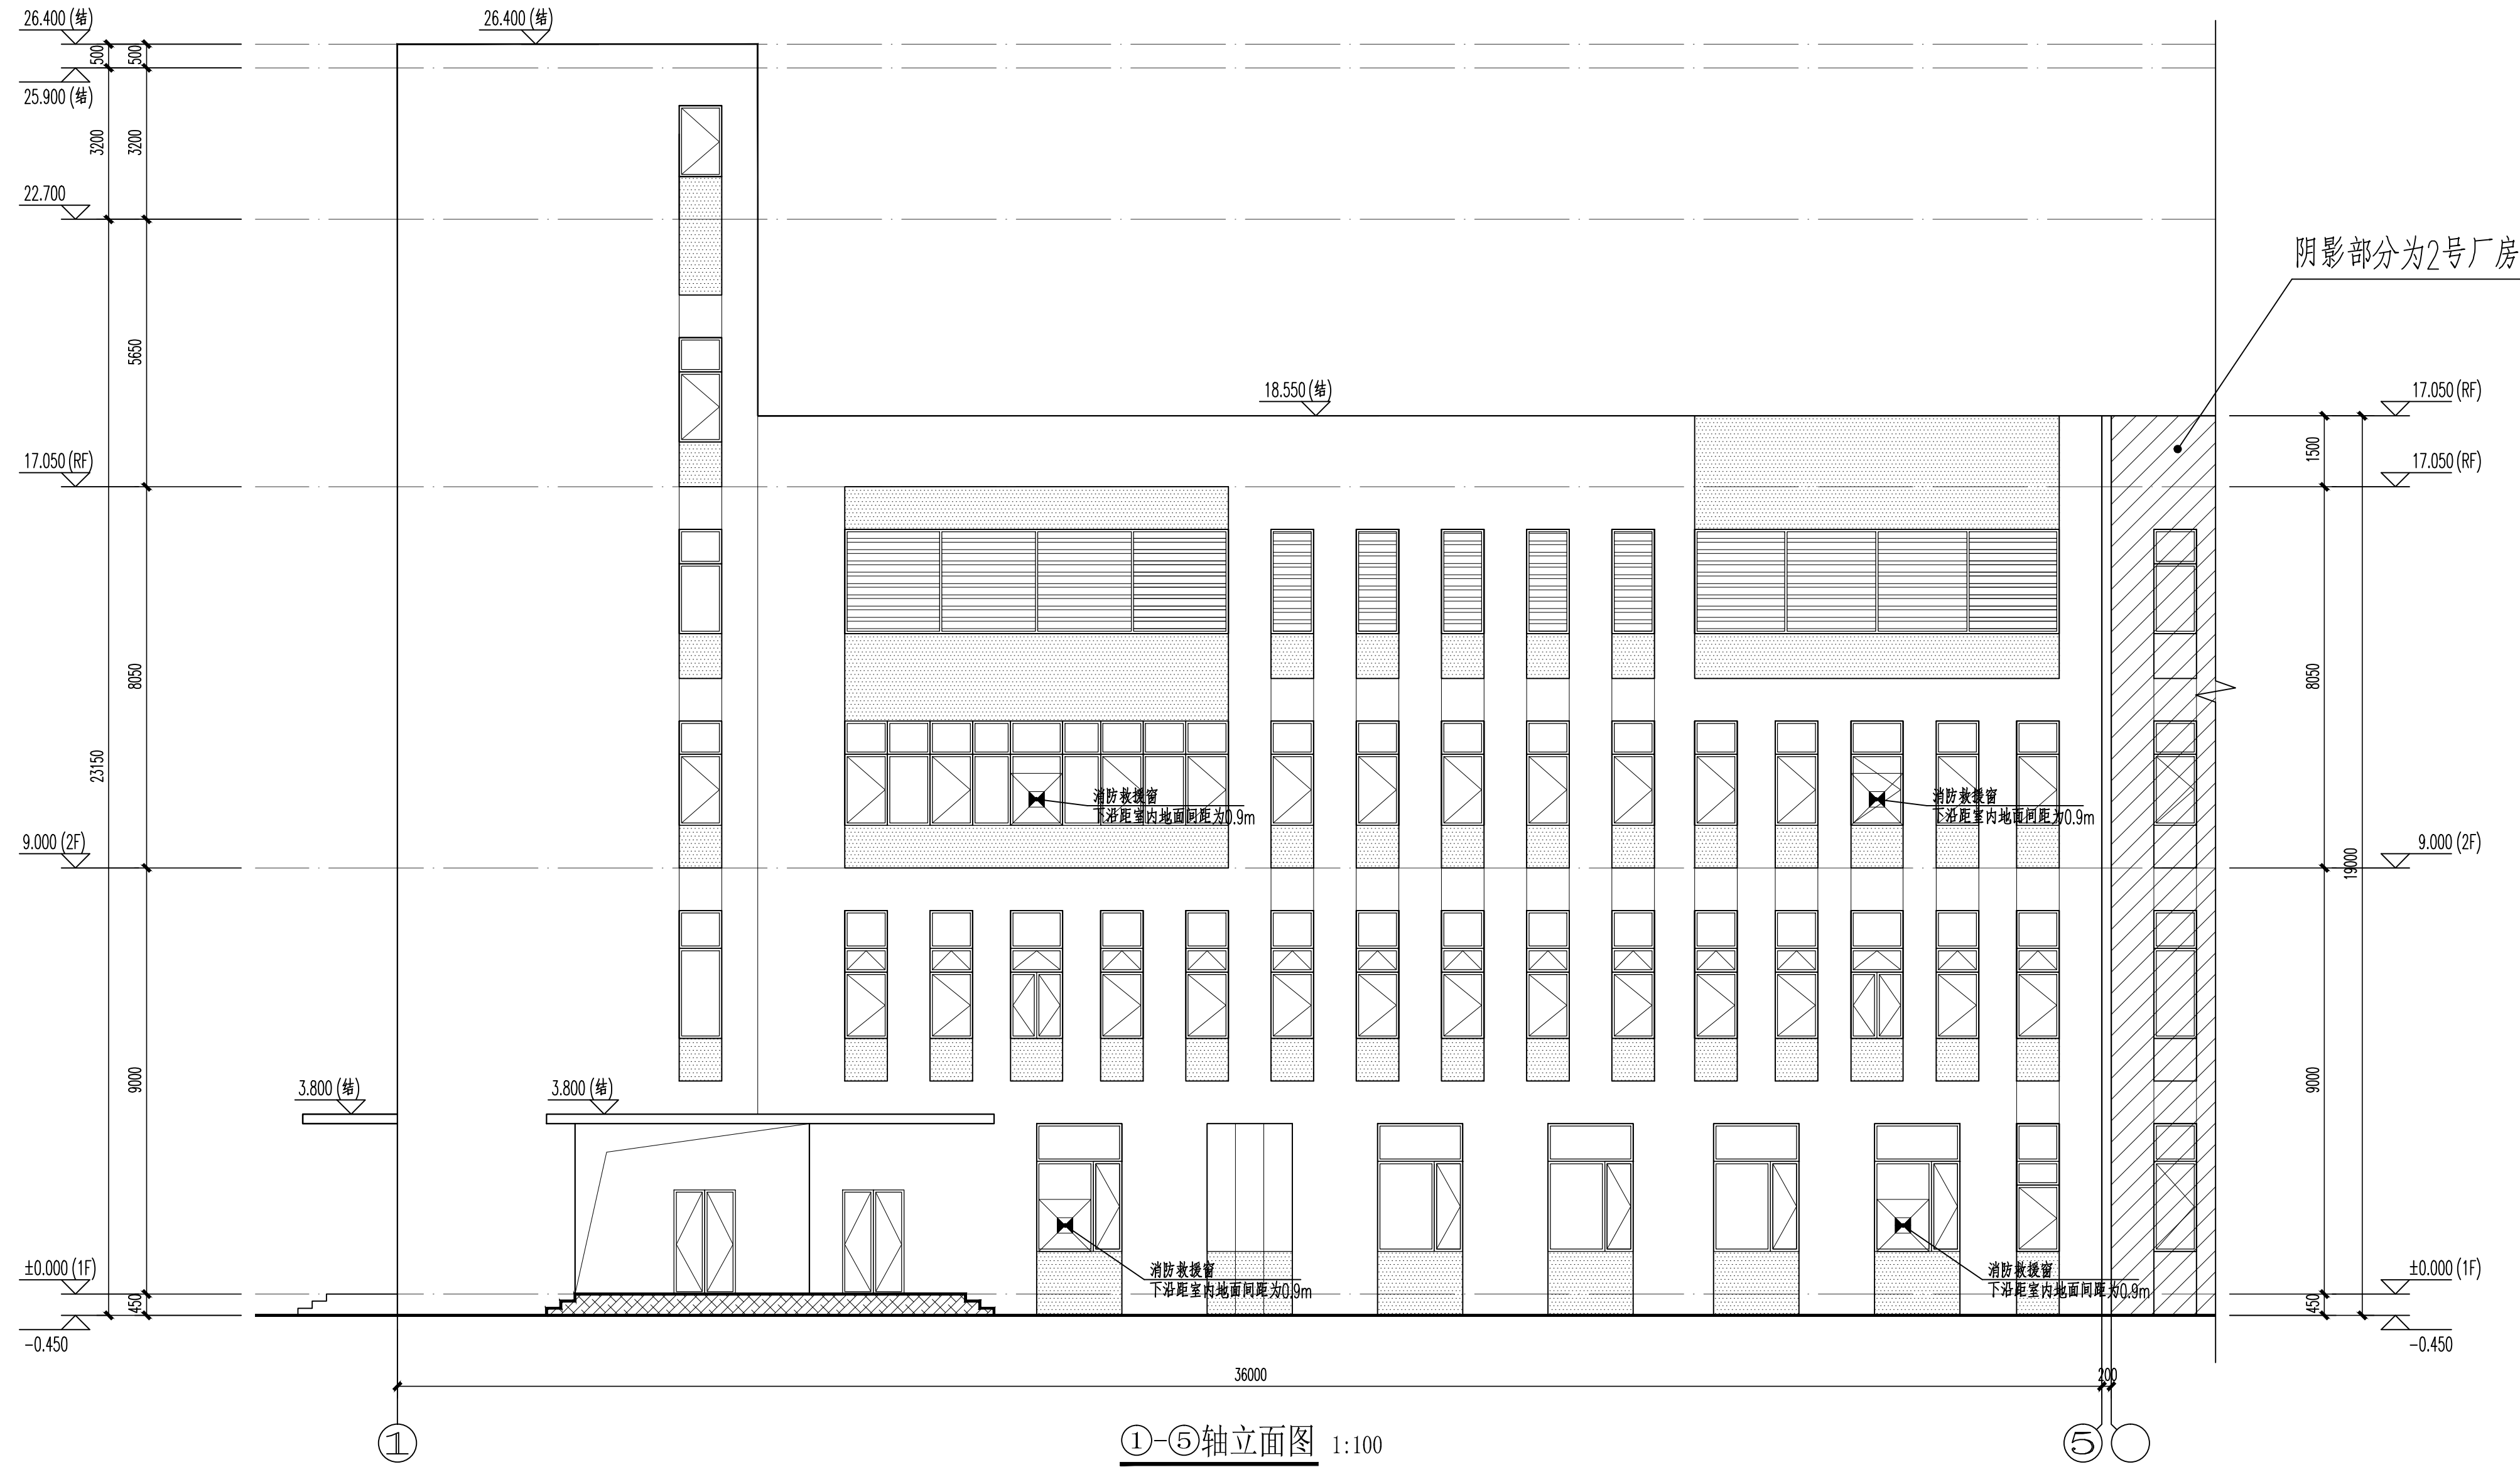 26.400(结)
26.400(结)
500
500
25.900(结)
3200
3200
22.700
阴影部分为2号厂房
5650
18.550(结)
17.050(RF)
17.050(RF)
1500
17.050(RF)
8050
8050
23150
消防救援窗
下沿距室内地面间距为0.9m
消防救援窗
下沿距室内地面间距为0.9m
9.000(2F)
9.000(2F)
19000
9000
9000
3.800(结)
3.800(结)
±0.000(1F)
消防救援窗
下沿距室内地面间距为0.9m
消防救援窗
下沿距室内地面间距为0.9m
±0.000(1F)
450
450
-0.450
-0.450
36000
200
1
5
①-⑤轴立面图 1:100